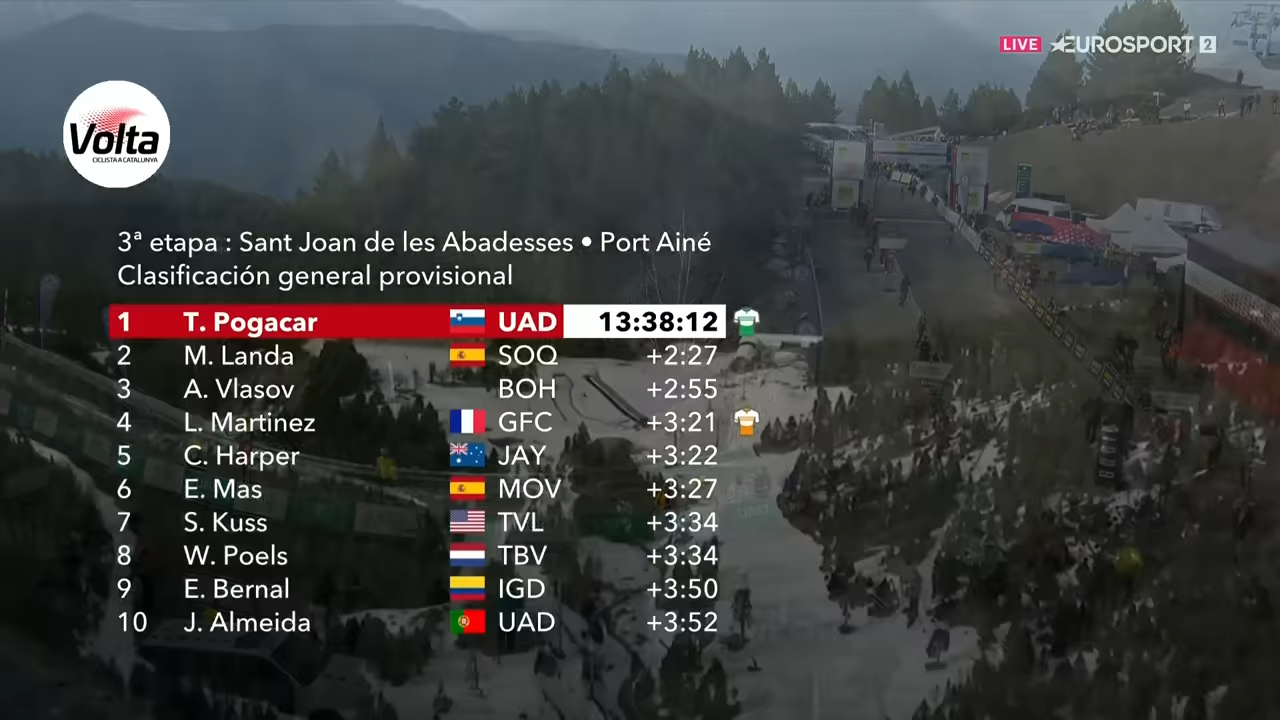 LIVE EUROSPORT 2
Volta
CICLISTA A CATALUNYA
3ª etapa : Sant Joan de les Abadesses • Port Ainé
Clasificación general provisional
1 T. Pogacar UAD 13:38:12
2 M. Landa SOQ +2:27
3 A. Vlasov BOH +2:55
4 L. Martinez GFC +3:21
5 C. Harper JAY +3:22
6 E. Mas MOV +3:27
7 S. Kuss TVL +3:34
8 W. Poels TBV +3:34
9 E. Bernal IGD +3:50
10 J. Almeida UAD +3:52